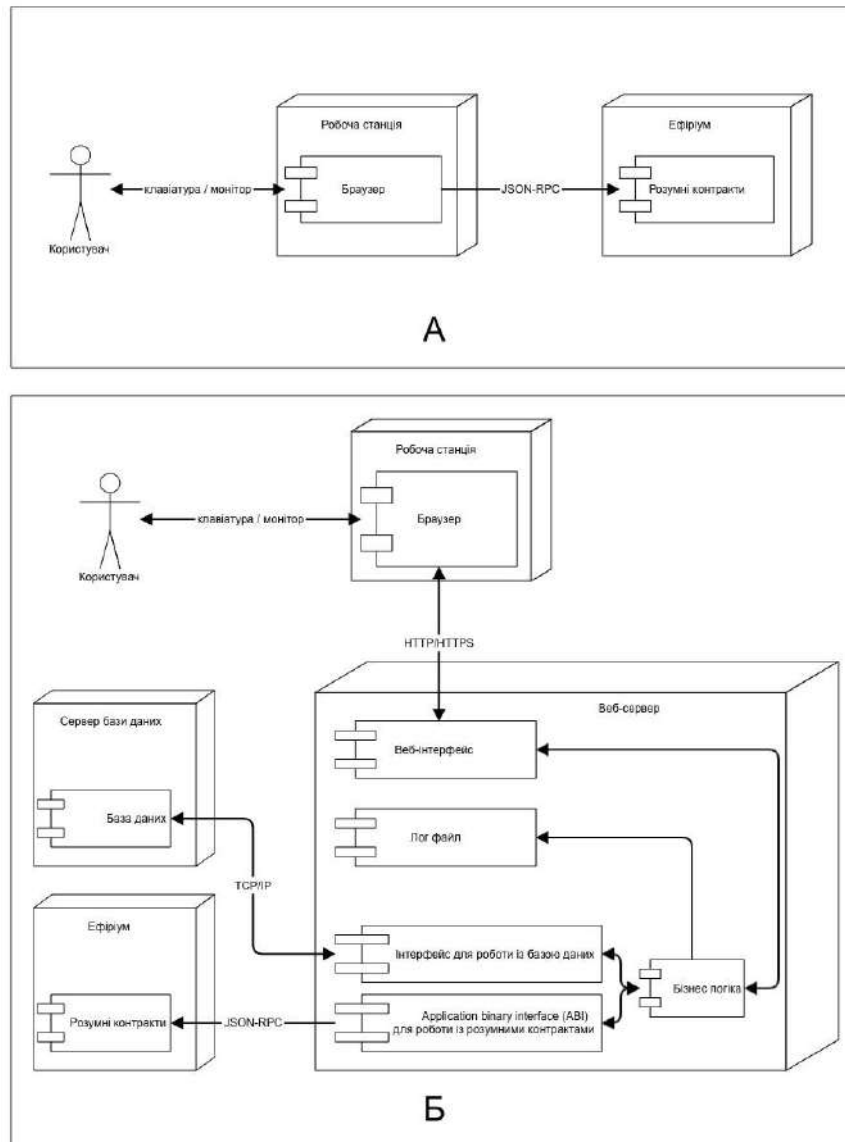 Робоча станція
Ефіріум
Браузер
Розумні контракти
клавіатура / монітор
JSON-RPC
Користувач
А
Робоча станція
Браузер
клавіатура / монітор
Користувач
HTTP/HTTPS
Веб-сервер
Сервер бази даних
Веб-інтерфейс
База даних
Лог файл
TCP/IP
Ефіріум
Інтерфейс для роботи із базою даних
Бізнес логіка
Розумні контракти
JSON-RPC
Application binary interface (ABI)
для роботи із розумними контрактами
Б